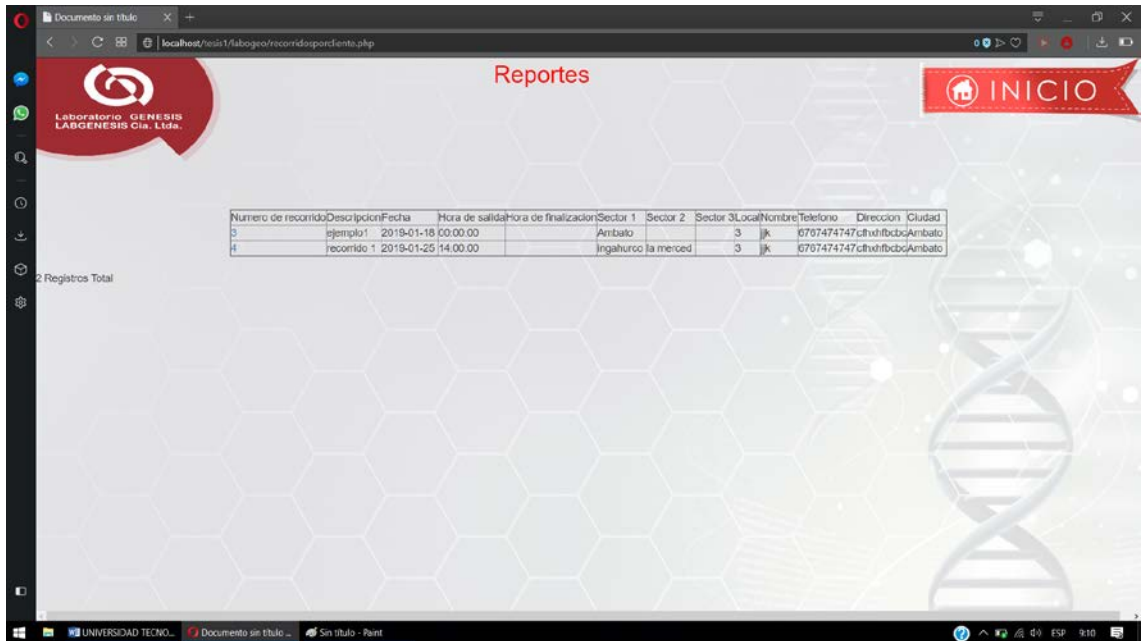 Documento sin título
localhost/tesis1/labogeo/recorridosporcliente.php
Reportes
INICIO
Laboratorio GENESIS
LABGENESIS Cia. Ltda.
Numero de recorrido Descripcion Fecha Hora de salida Hora de finalizacion Sector 1 Sector 2 Sector 3 Local Nombre Telefono Direccion Ciudad
3 ejemplo1 2019-01-18 00:00:00 Ambato 3 jjk 6767474747 Ambato
4 recorrido 1 2019-01-25 14:00:00 ingahurco la merced 3 jjk 6767474747 Ambato
2 Registros Total
UNIVERSIDAD TECNO... Documento sin título ... Sin título - Paint ESP 9:10